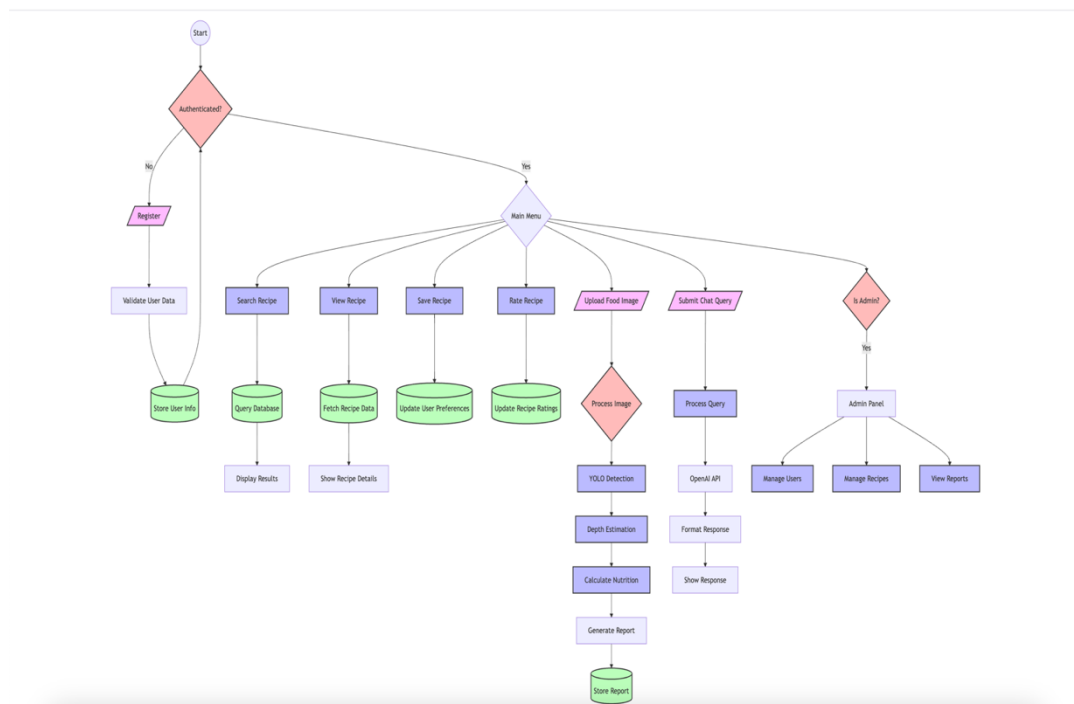 Start
Authenticated?
No
Yes
Register
Main Menu
Validate User Data
Search Recipe
View Recipe
Save Recipe
Rate Recipe
Upload Food Image
Submit Chat Query
Is Admin?
Yes
Store User Info
Query Database
Fetch Recipe Data
Update User Preferences
Update Recipe Ratings
Process Image
Process Query
Admin Panel
Display Results
Show Recipe Details
YOLO Detection
OpenAI API
Manage Users
Manage Recipes
View Reports
Depth Estimation
Format Response
Calculate Nutrition
Show Response
Generate Report
Store Report